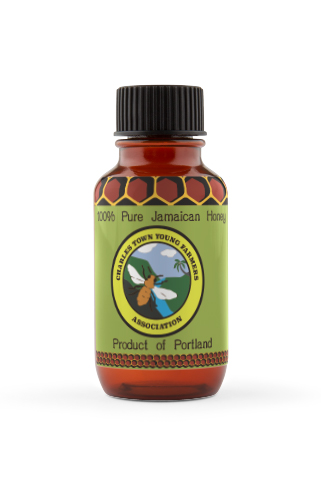 100% Pure Jamaican Honey
CHARLES TOWN YOUNG FARMERS
ASSOCIATION
Product of Portland